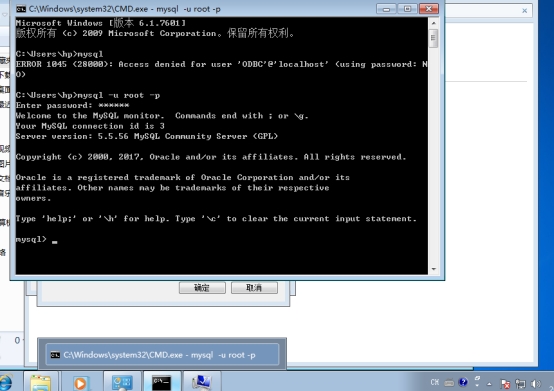 C:\Windows\system32\CMD.exe - mysql -u root -p
Microsoft Windows [版本 6.1.7601]
版权所有 (c) 2009 Microsoft Corporation。保留所有权利。
C:\Users\hp>mysql
ERROR 1045 (28000): Access denied for user 'ODBC'@'localhost' (using password: N
O)
C:\Users\hp>mysql -u root -p
Enter password: ******
Welcome to the MySQL monitor.  Commands end with ; or \g.
Your MySQL connection id is 3
Server version: 5.5.56 MySQL Community Server (GPL)
Copyright (c) 2000, 2017, Oracle and/or its affiliates. All rights reserved.
Oracle is a registered trademark of Oracle Corporation and/or its
affiliates. Other names may be trademarks of their respective
owners.
Type 'help;' or '\h' for help. Type '\c' to clear the current input statement.
mysql> _
确定 取消
C:\Windows\system32\CMD.exe - mysql -u root -p
CH